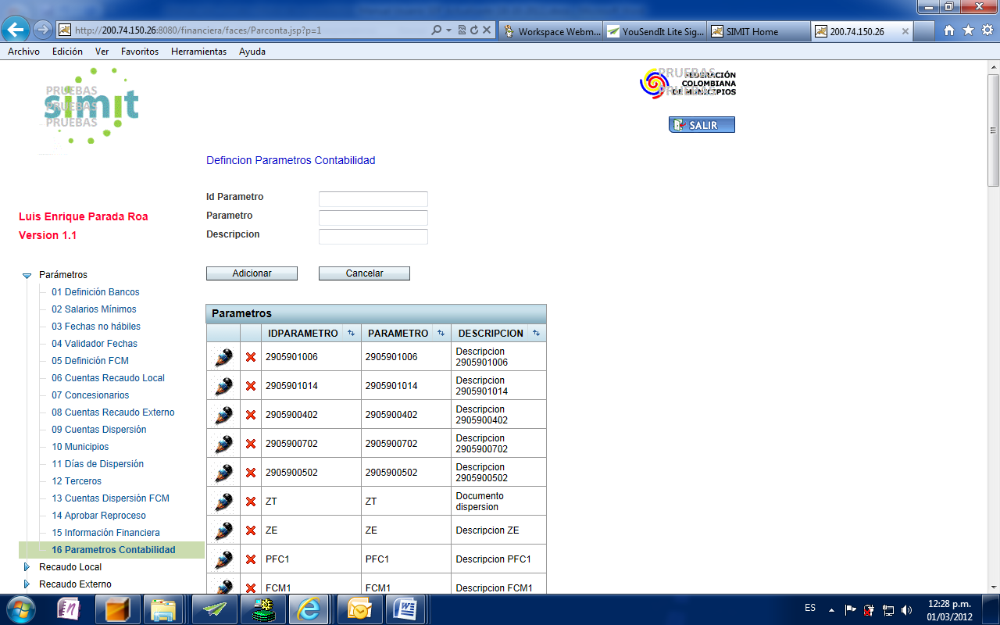 http://200.74.150.26:8080/financiera/faces/Parconta.jsp?p=1
Workspace Webm...
YouSendIt Lite Sig...
SIMIT Home
200.74.150.26
Archivo Edición Ver Favoritos Herramientas Ayuda
PRUEBAS
simit
PRUEBAS
PRUEBAS
PRUEBAS
FEDERACIÓN
COLOMBIANA
DE MUNICIPIOS
PRUEBAS
SALIR
Defincion Parametros Contabilidad
Id Parametro
Parametro
Descripcion
Adicionar Cancelar
Luis Enrique Parada Roa
Version 1.1
Parámetros
01 Definición Bancos
02 Salarios Mínimos
03 Fechas no hábiles
04 Validador Fechas
05 Definición FCM
06 Cuentas Recaudo Local
07 Concesionarios
08 Cuentas Recaudo Externo
09 Cuentas Dispersión
10 Municipios
11 Días de Dispersión
12 Terceros
13 Cuentas Dispersión FCM
14 Aprobar Reproceso
15 Información Financiera
16 Parametros Contabilidad
Recaudo Local
Recaudo Externo
Parametros
IDPARAMETRO PARAMETRO DESCRIPCION
2905901006 2905901006 Descripcion
2905901006
2905901014 2905901014 Descripcion
2905901014
2905900402 2905900402 Descripcion
2905900402
2905900702 2905900702 Descripcion
2905900702
2905900502 2905900502 Descripcion
2905900502
ZT ZT Documento
dispersion
ZE ZE Descripcion ZE
PFC1 PFC1 Descripcion PFC1
FCM1 FCM1 Descripcion FCM1
ES
12:28 p.m.
01/03/2012